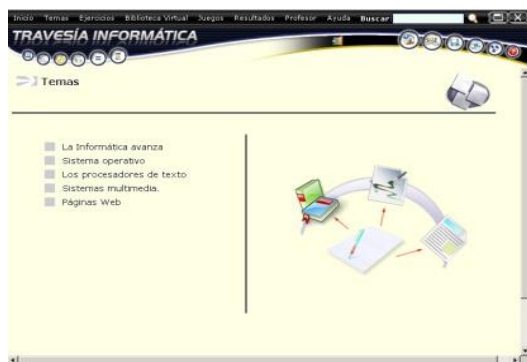 Inicio Temas Ejercicios Biblioteca Virtual Juegos Resultados Profesor Ayuda Buscar
TRAVESÍA INFORMÁTICA
Temas
La Informática avanza
Sistema operativo
Los procesadores de texto
Sistemas multimedia.
Páginas Web